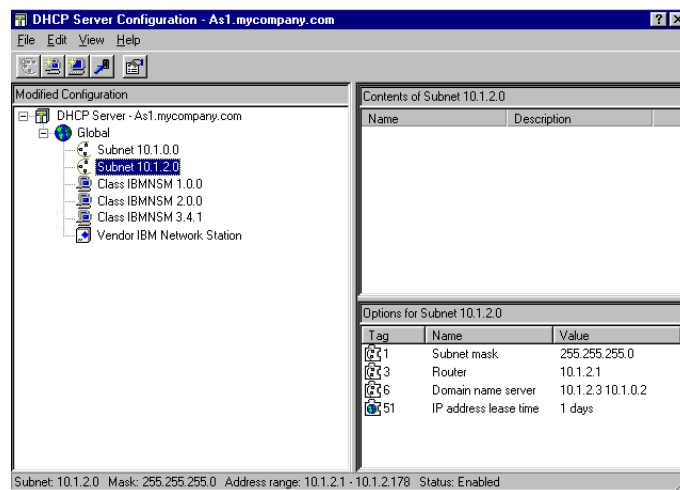 DHCP Server Configuration - As1.mycompany.com
File Edit View Help
Modified Configuration
DHCP Server - As1.mycompany.com
Global
Subnet 10.1.0.0
Subnet 10.1.2.0
Class IBMNSM 1.0.0
Class IBMNSM 2.0.0
Class IBMNSM 3.4.1
Vendor IBM Network Station
Contents of Subnet 10.1.2.0
Name Description
Options for Subnet 10.1.2.0
Tag Name Value
1 Subnet mask 255.255.255.0
3 Router 10.1.2.1
6 Domain name server 10.1.2.3 10.1.0.2
51 IP address lease time 1 days
Subnet: 10.1.2.0 Mask: 255.255.255.0 Address range: 10.1.2.1 - 10.1.2.178 Status: Enabled